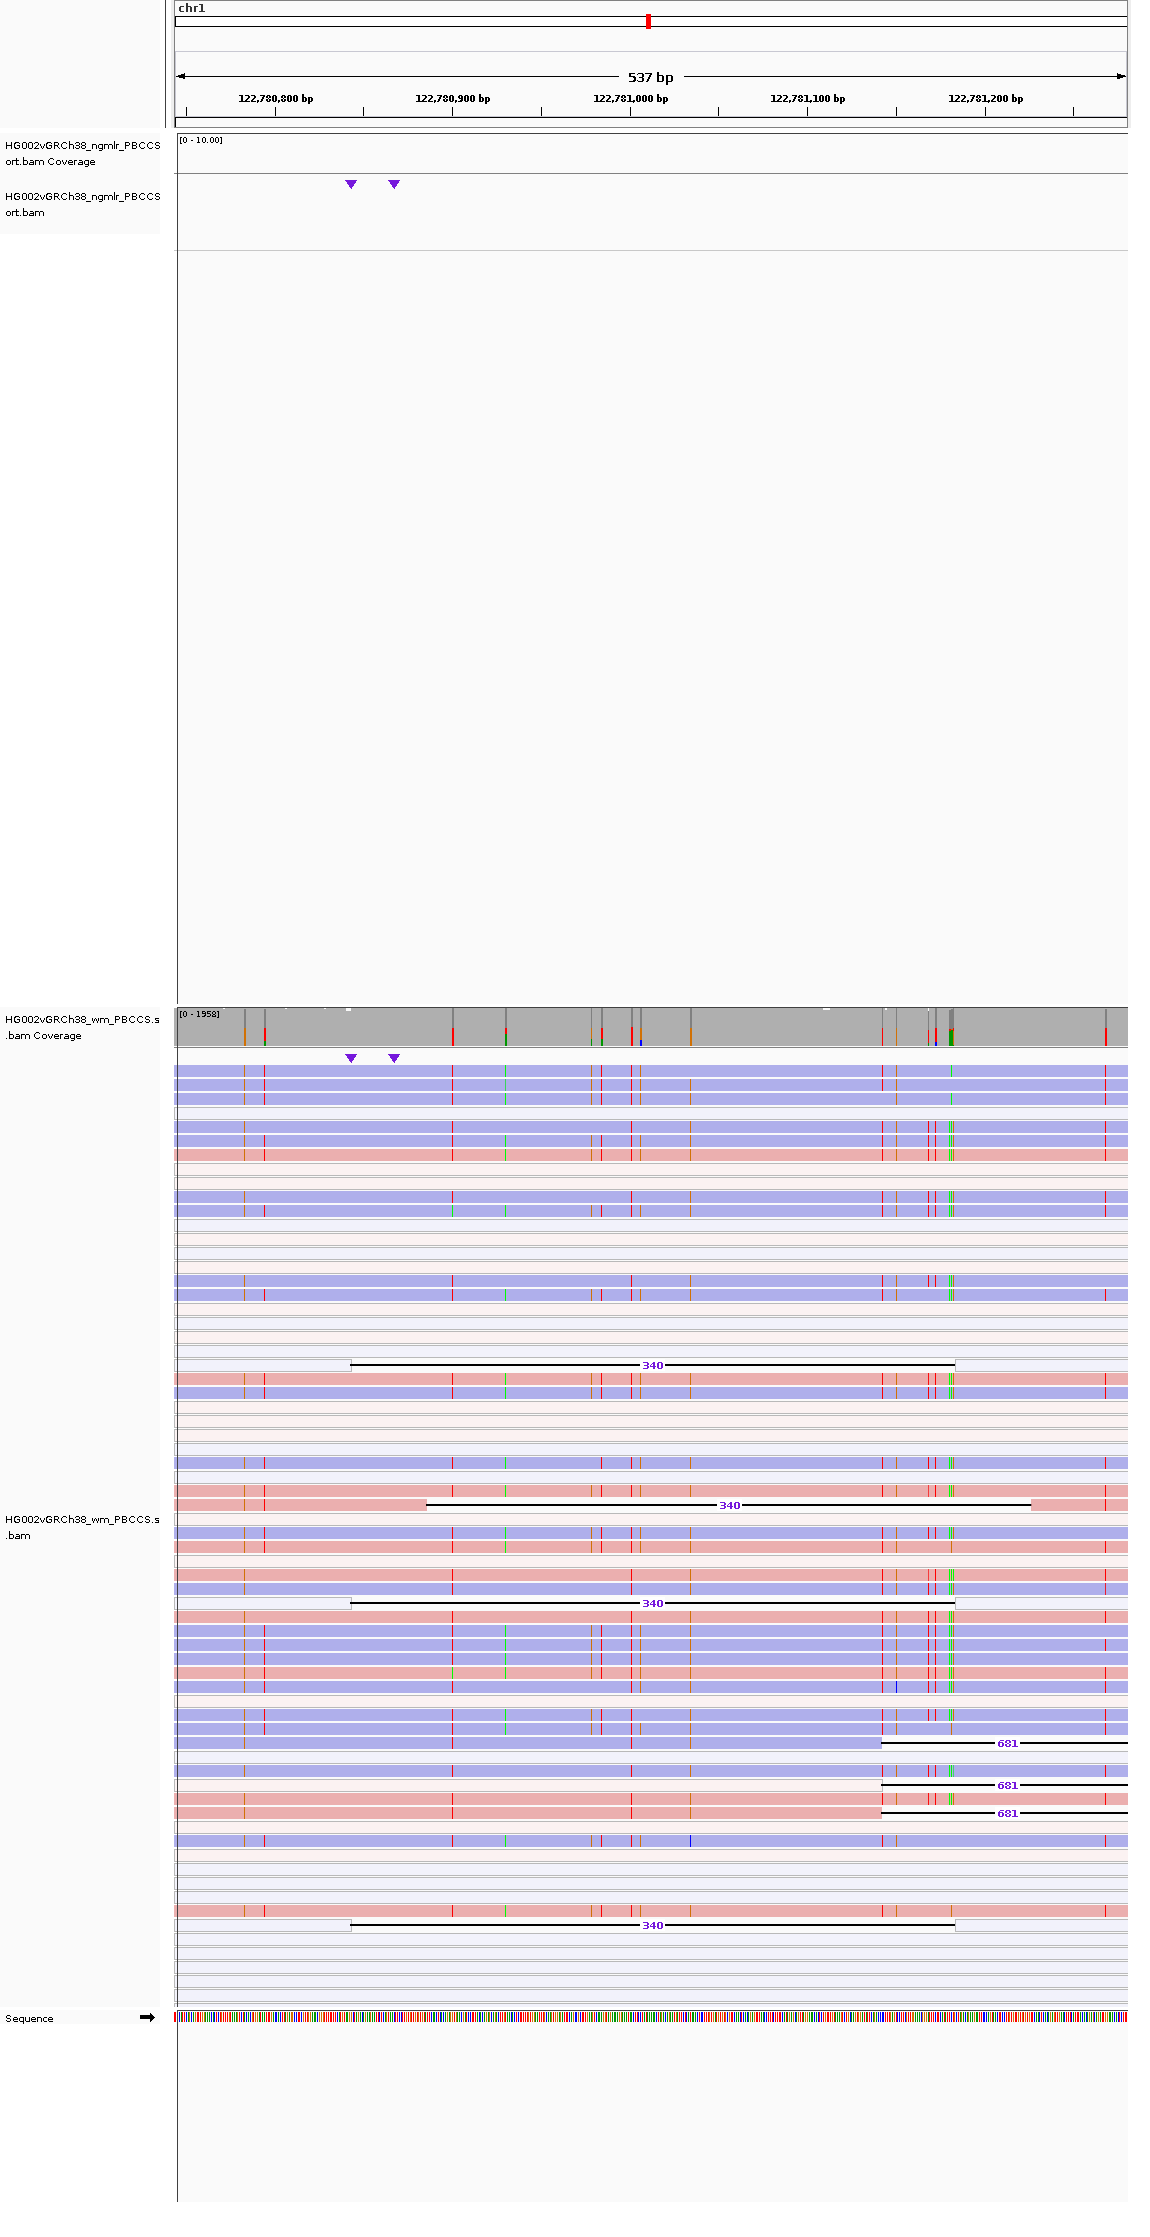 chr1
537 bp
122,780,800 bp 122,780,900 bp 122,781,000 bp 122,781,100 bp 122,781,200 bp
HG002vGRCh38_ngmlr_PBCCS
ort.bam Coverage
[0 - 10.00]
HG002vGRCh38_ngmlr_PBCCS
ort.bam
HG002vGRCh38_wm_PBCCS.s
.bam Coverage
[0 - 1958]
340
340
HG002vGRCh38_wm_PBCCS.s
.bam
340
681
681
681
340
Sequence